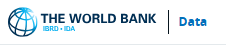 THE WORLD BANK
IBRD • IDA
Data